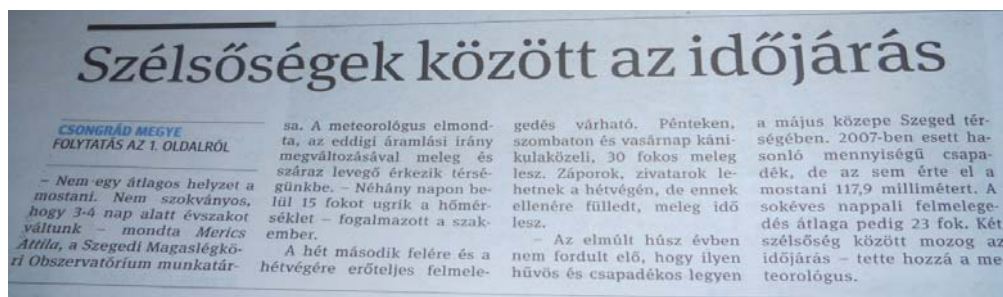 Szélsőségek között az időjárás
CSONGRÁD MEGYE
FOLYTATÁS AZ 1. OLDALRÓL
– Nem egy átlagos helyzet a
mostani. Nem szokványos,
hogy 3-4 nap alatt évszakot
váltunk – mondta Merics
Attila, a Szegedi Magaslégkö-
ri Obszervatórium munkatár-
sa. A meteorológus elmond-
ta, az eddigi áramlási irány
megváltozásával meleg és
száraz levegő érkezik térsé-
günkbe. – Néhány napon be-
lül 15 fokot ugrik a hőmér-
séklet – fogalmazott a szak-
ember.
A hét második felére és a
hétvégére erőteljes felmele-
gedés várható. Pénteken,
szombaton és vasárnap káni-
kulaközeli, 30 fokos meleg
lesz. Záporok, zivatarok le-
hetnek a hétvégén, de ennek
ellenére fülledt, meleg idő
lesz.
– Az elmúlt húsz évben
nem fordult elő, hogy ilyen
hűvös és csapadékos legyen
a május közepe Szeged tér-
ségében. 2007-ben esett ha-
sonló mennyiségű csapa-
dék, de az sem érte el a
mostani 117,9 millimétert. A
sokéves nappali felmelege-
dés átlaga pedig 23 fok. Két
szélsőség között mozog az
időjárás – tette hozzá a me-
teorológus.